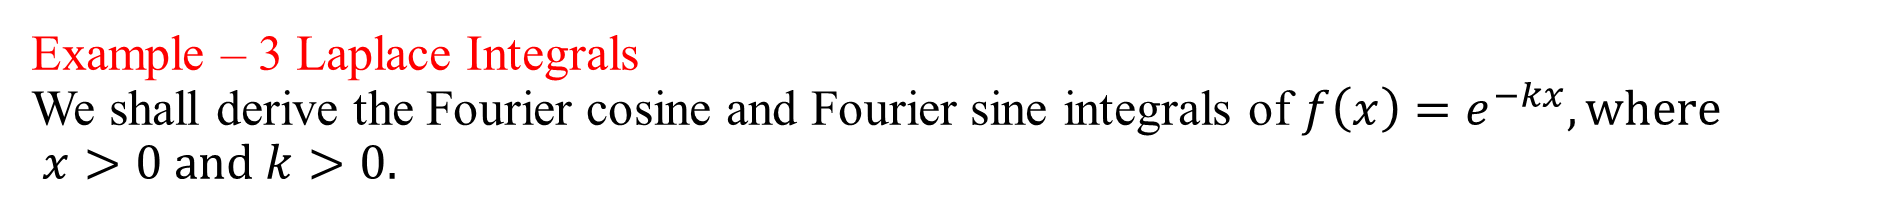 Example – 3 Laplace Integrals
We shall derive the Fourier cosine and Fourier sine integrals of f(x) = e^{−kx}, where
x > 0 and k > 0.